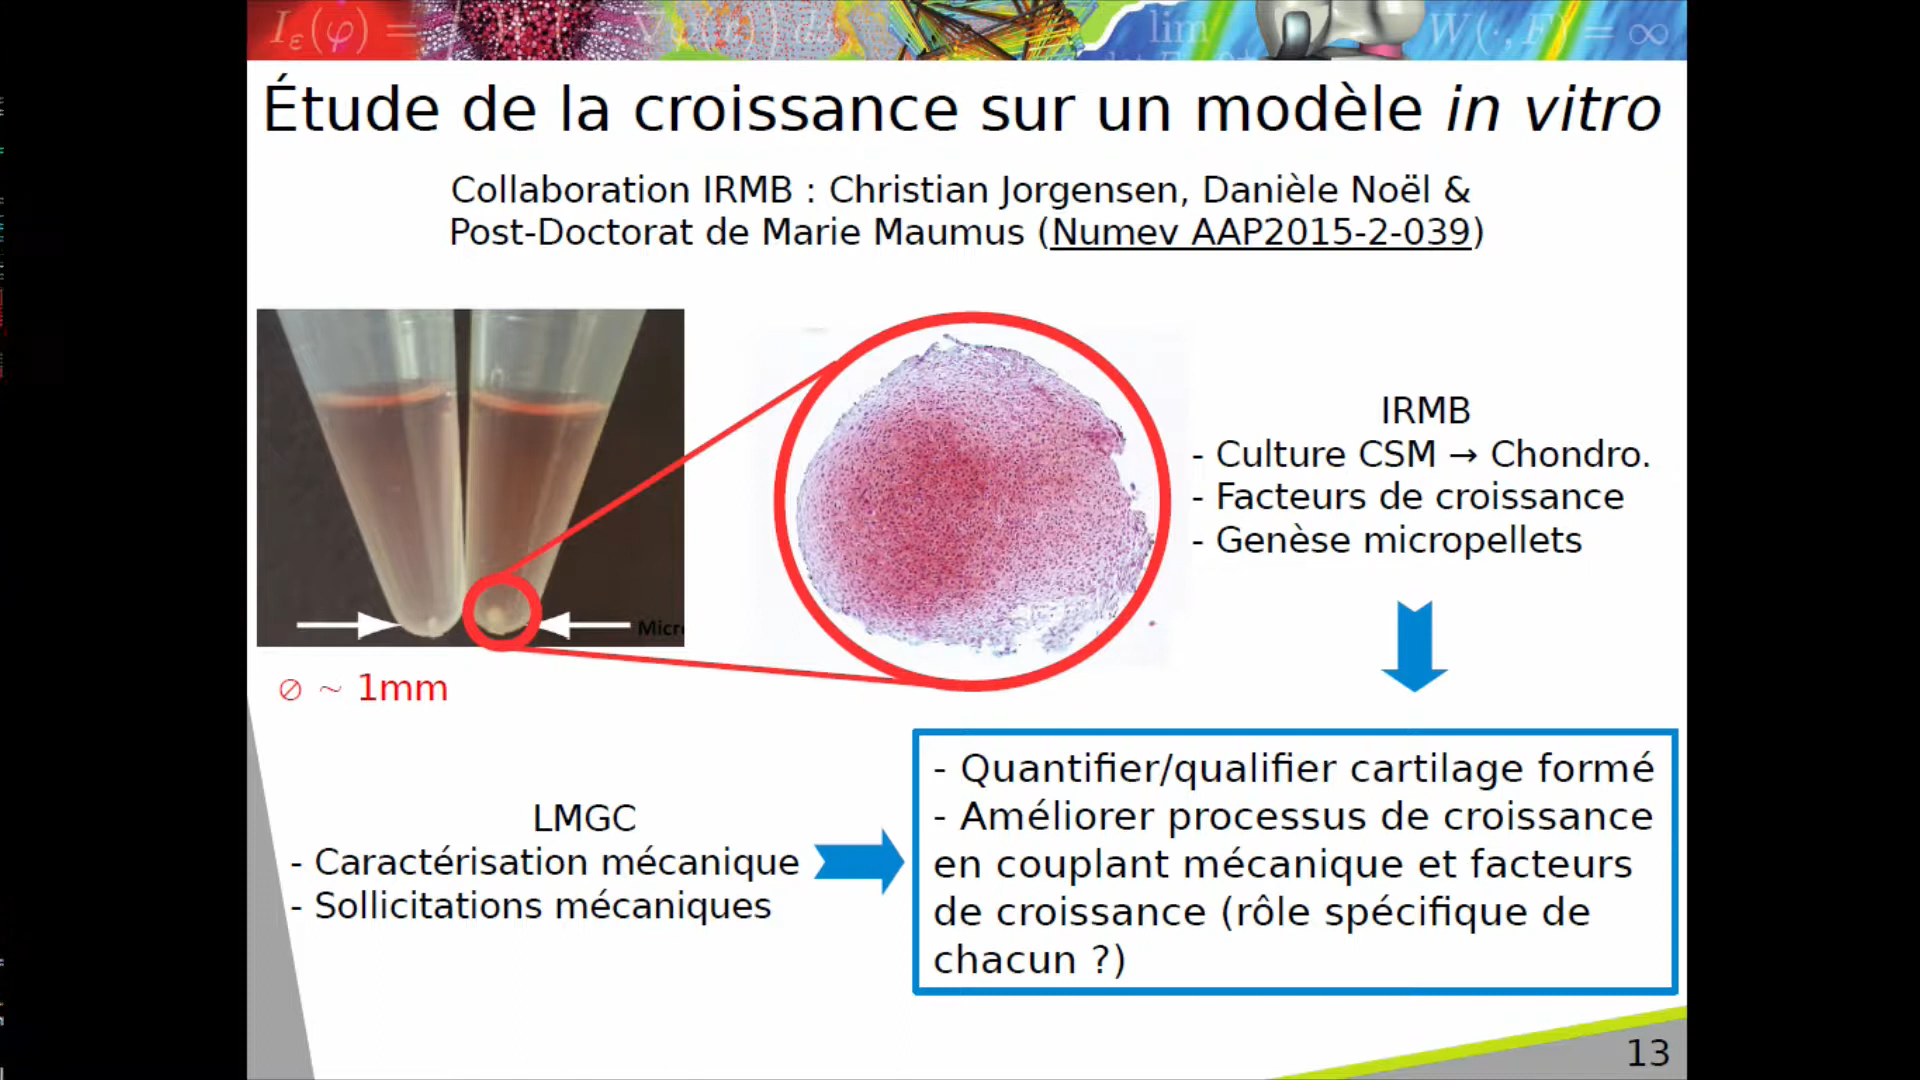 Iε(φ) =
lim
W(·, F) = ∞
Étude de la croissance sur un modèle in vitro
Collaboration IRMB : Christian Jorgensen, Danièle Noël &
Post-Doctorat de Marie Maumus (Numev AAP2015-2-039)
Micr
∅ ~ 1mm
IRMB
- Culture CSM → Chondro.
- Facteurs de croissance
- Genèse micropellets
LMGC
- Caractérisation mécanique
- Sollicitations mécaniques
- Quantifier/qualifier cartilage formé
- Améliorer processus de croissance
en couplant mécanique et facteurs
de croissance (rôle spécifique de
chacun ?)
13